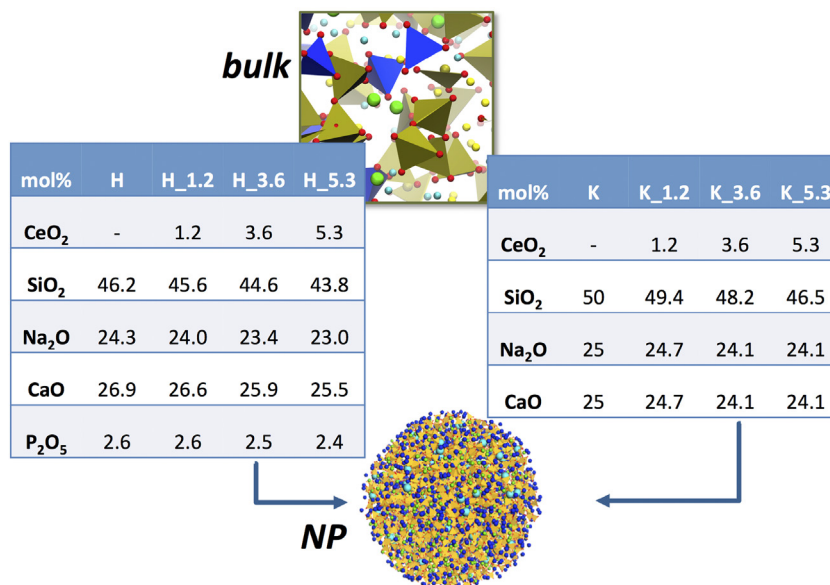 bulk
mol% H H_1.2 H_3.6 H_5.3
CeO₂ - 1.2 3.6 5.3
SiO₂ 46.2 45.6 44.6 43.8
Na₂O 24.3 24.0 23.4 23.0
CaO 26.9 26.6 25.9 25.5
P₂O₅ 2.6 2.6 2.5 2.4
mol% K K_1.2 K_3.6 K_5.3
CeO₂ - 1.2 3.6 5.3
SiO₂ 50 49.4 48.2 46.5
Na₂O 25 24.7 24.1 24.1
CaO 25 24.7 24.1 24.1
NP